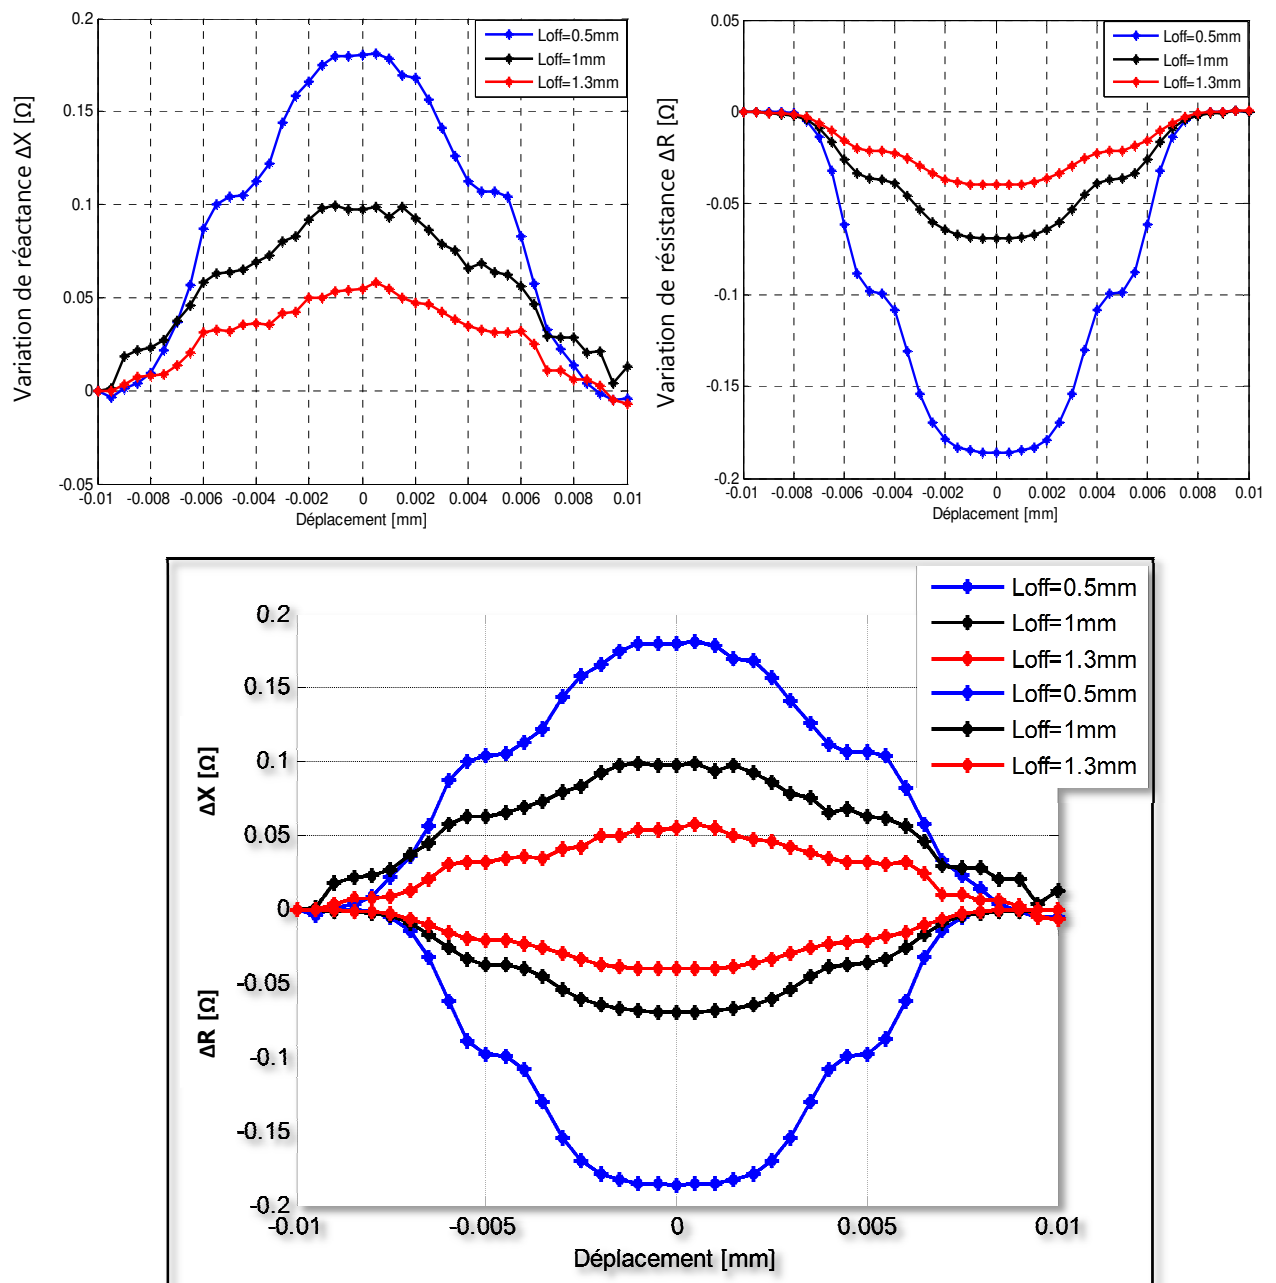 Variation de réactance ΔX [Ω]
0.2
0.15
0.1
0.05
0
-0.05
-0.01 -0.008 -0.006 -0.004 -0.002 0 0.002 0.004 0.006 0.008 0.01
Déplacement [mm]
Loff=0.5mm
Loff=1mm
Loff=1.3mm
Variation de résistance ΔR [Ω]
0.05
0
-0.05
-0.1
-0.15
-0.2
-0.01 -0.008 -0.006 -0.004 -0.002 0 0.002 0.004 0.006 0.008 0.01
Déplacement [mm]
Loff=0.5mm
Loff=1mm
Loff=1.3mm
ΔX [Ω]
ΔR [Ω]
0.2
0.15
0.1
0.05
0
-0.05
-0.1
-0.15
-0.2
-0.01 -0.005 0 0.005 0.01
Déplacement [mm]
Loff=0.5mm
Loff=1mm
Loff=1.3mm
Loff=0.5mm
Loff=1mm
Loff=1.3mm